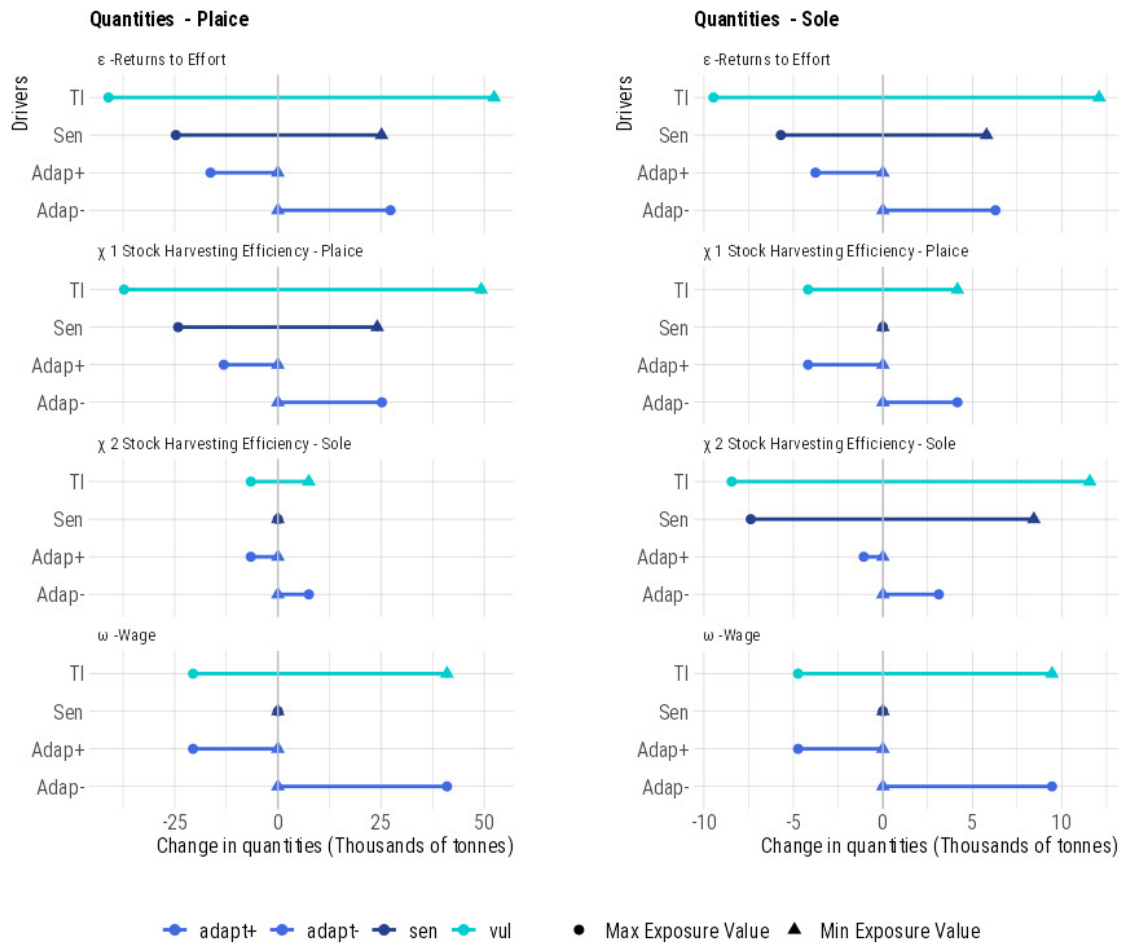 Quantities - Plaice
ε -Returns to Effort
Drivers
TI
Sen
Adap+
Adap-
χ 1 Stock Harvesting Efficiency - Plaice
TI
Sen
Adap+
Adap-
χ 2 Stock Harvesting Efficiency - Sole
TI
Sen
Adap+
Adap-
ω -Wage
TI
Sen
Adap+
Adap-
-25 0 25 50
Change in quantities (Thousands of tonnes)
Quantities - Sole
ε -Returns to Effort
Drivers
TI
Sen
Adap+
Adap-
χ 1 Stock Harvesting Efficiency - Plaice
TI
Sen
Adap+
Adap-
χ 2 Stock Harvesting Efficiency - Sole
TI
Sen
Adap+
Adap-
ω -Wage
TI
Sen
Adap+
Adap-
-10 -5 0 5 10
Change in quantities (Thousands of tonnes)
adapt+ adapt- sen vul Max Exposure Value Min Exposure Value